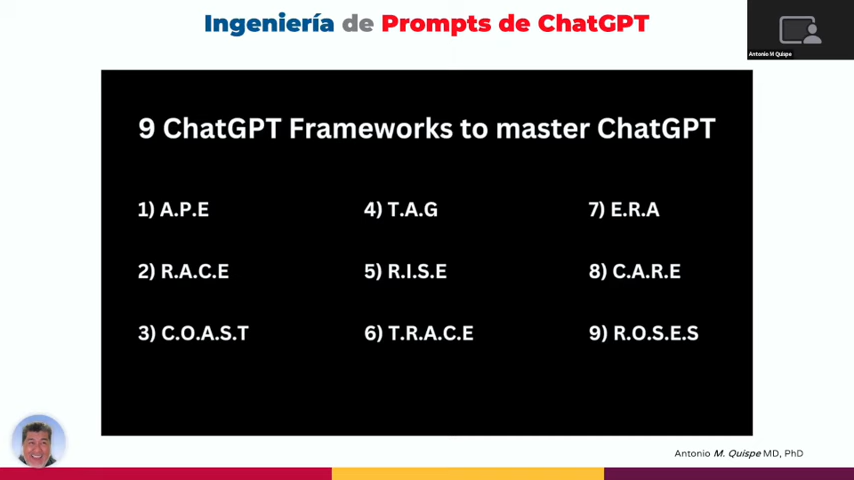 Ingeniería de Prompts de ChatGPT
Antonio M Quispe
9 ChatGPT Frameworks to master ChatGPT
1) A.P.E
2) R.A.C.E
3) C.O.A.S.T
4) T.A.G
5) R.I.S.E
6) T.R.A.C.E
7) E.R.A
8) C.A.R.E
9) R.O.S.E.S
Antonio M. Quispe MD, PhD